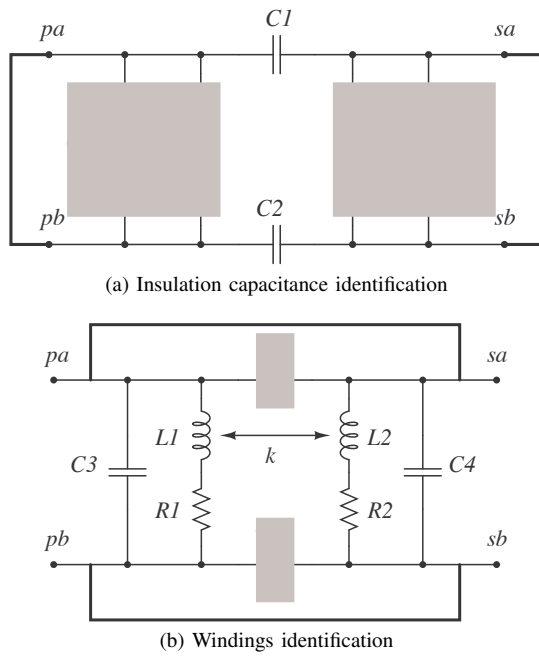 C1
pa
sa
pb
C2
sb
(a) Insulation capacitance identification
pa
sa
L1
L2
C3
k
C4
R1
R2
pb
sb
(b) Windings identification